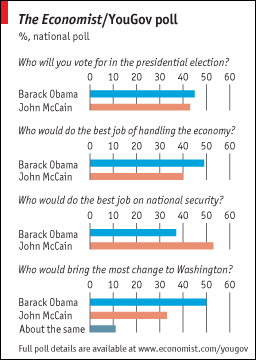 The Economist/YouGov poll
%, national poll
Who will you vote for in the presidential election?
0 10 20 30 40 50 60
Barack Obama
John McCain
Who would do the best job of handling the economy?
0 10 20 30 40 50 60
Barack Obama
John McCain
Who would do the best job on national security?
0 10 20 30 40 50 60
Barack Obama
John McCain
Who would bring the most change to Washington?
0 10 20 30 40 50 60
Barack Obama
John McCain
About the same
Full poll details are available at www.economist.com/yougov